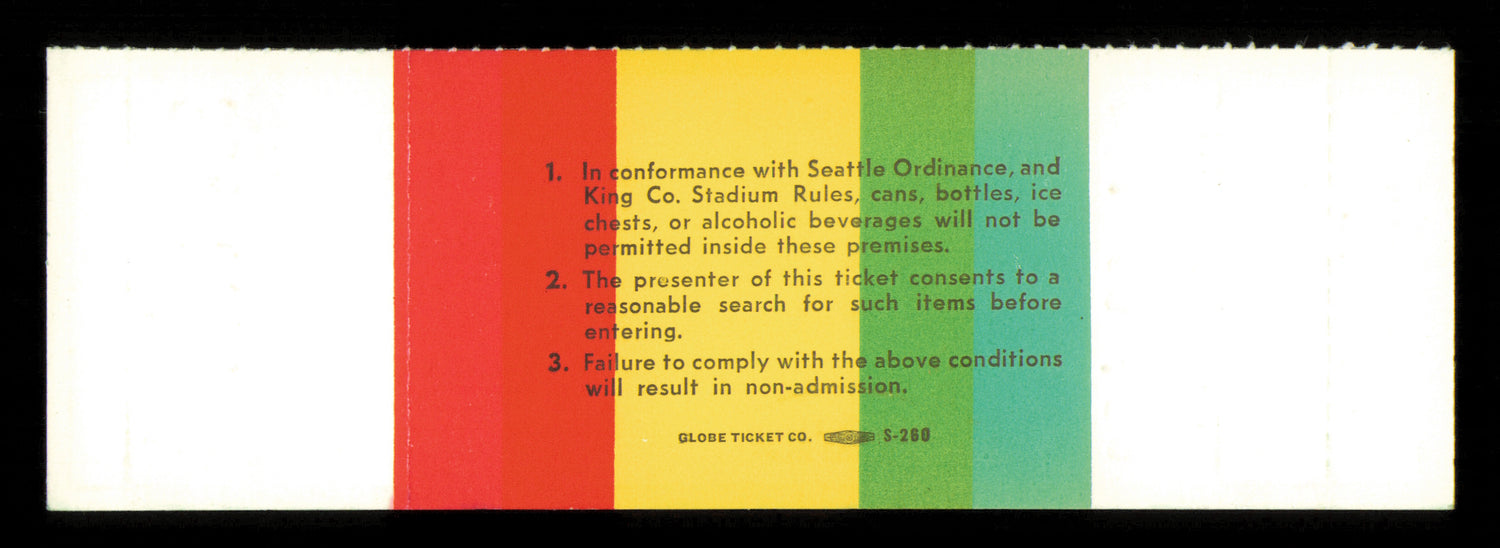 1. In conformance with Seattle Ordinance, and
King Co. Stadium Rules, cans, bottles, ice
chests, or alcoholic beverages will not be
permitted inside these premises.
2. The presenter of this ticket consents to a
reasonable search for such items before
entering.
3. Failure to comply with the above conditions
will result in non-admission.
GLOBE TICKET CO. S-260